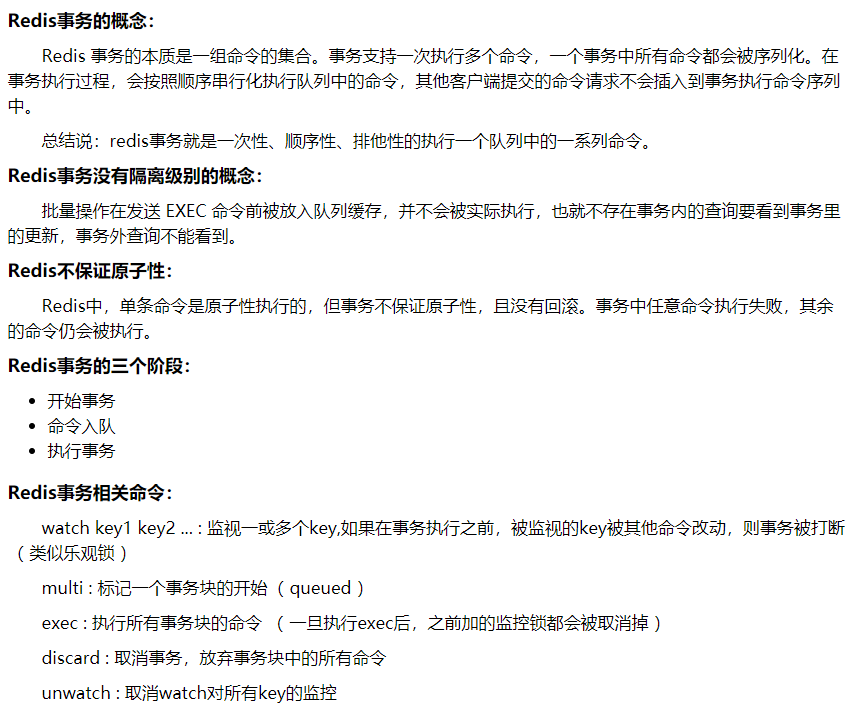 Redis事务的概念：
Redis 事务的本质是一组命令的集合。事务支持一次执行多个命令，一个事务中所有命令都会被序列化。在
事务执行过程，会按照顺序串行化执行队列中的命令，其他客户端提交的命令请求不会插入到事务执行命令序列
中。
总结说：redis事务就是一次性、顺序性、排他性的执行一个队列中的一系列命令。
Redis事务没有隔离级别的概念：
批量操作在发送 EXEC 命令前被放入队列缓存，并不会被实际执行，也就不存在事务内的查询要看到事务里
的更新，事务外查询不能看到。
Redis不保证原子性：
Redis中，单条命令是原子性执行的，但事务不保证原子性，且没有回滚。事务中任意命令执行失败，其余
的命令仍会被执行。
Redis事务的三个阶段：
• 开始事务
• 命令入队
• 执行事务
Redis事务相关命令：
watch key1 key2 ... : 监视一或多个key,如果在事务执行之前，被监视的key被其他命令改动，则事务被打断
（ 类似乐观锁 ）
multi : 标记一个事务块的开始（ queued ）
exec : 执行所有事务块的命令 （ 一旦执行exec后，之前加的监控锁都会被取消掉 ）
discard : 取消事务，放弃事务块中的所有命令
unwatch : 取消watch对所有key的监控